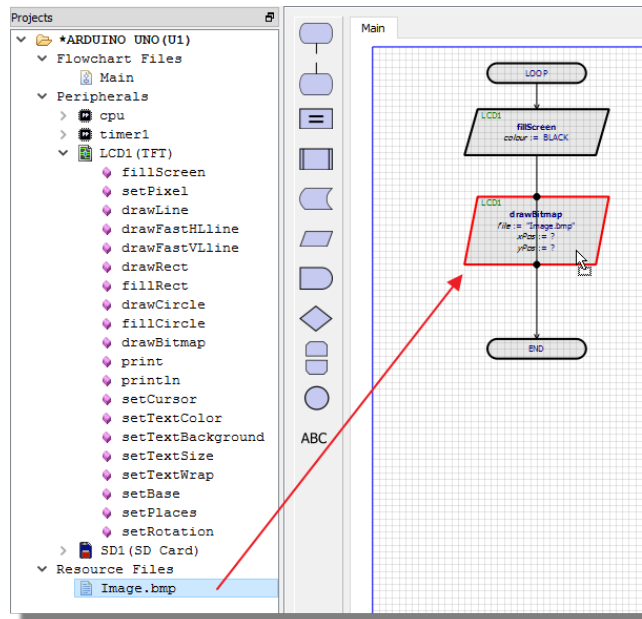 Projects
*ARDUINO UNO(U1)
Flowchart Files
Main
Peripherals
cpu
timer1
LCD1(TFT)
fillScreen
setPixel
drawLine
drawFastHLline
drawFastVLline
drawRect
fillRect
drawCircle
fillCircle
drawBitmap
print
println
setCursor
setTextColor
setTextBackground
setTextSize
setTextWrap
setBase
setPlaces
setRotation
SD1(SD Card)
Resource Files
Image.bmp
ABC
Main
LOOP
LCD1
fillScreen
colour := BLACK
LCD1
drawBitmap
file := "Image.bmp"
xPos := ?
yPos := ?
END